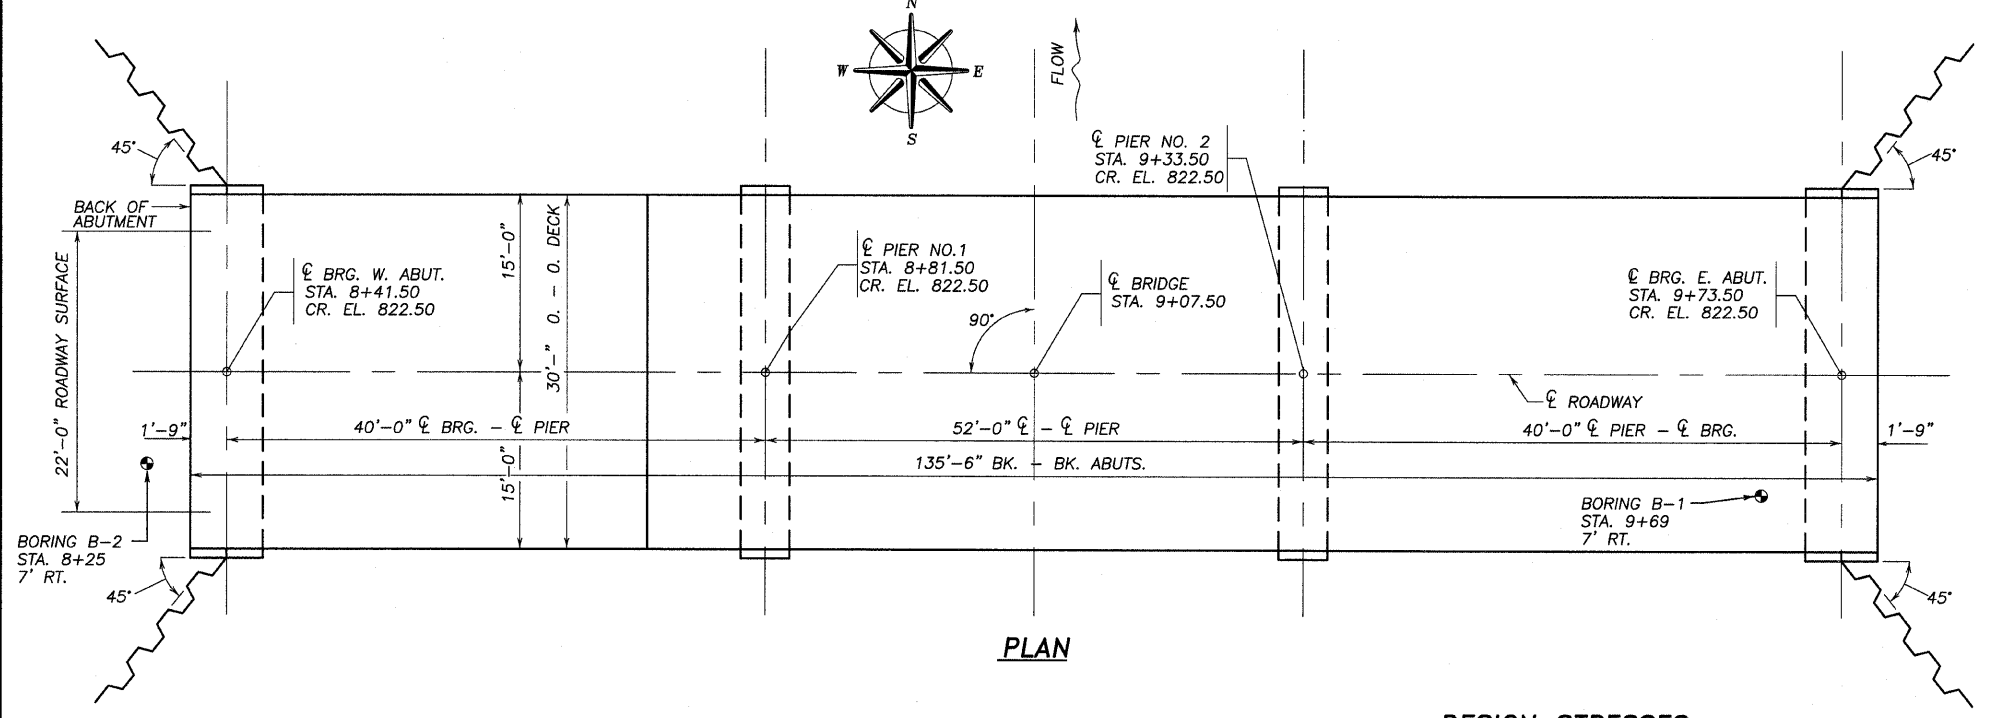 N
W
E
S
FLOW
45°
45°
BACK OF
ABUTMENT
22'-0" ROADWAY SURFACE
℄ BRG. W. ABUT.
STA. 8+41.50
CR. EL. 822.50
15'-0"
30'-" O. - O. DECK
℄ PIER NO.1
STA. 8+81.50
CR. EL. 822.50
90°
℄ BRIDGE
STA. 9+07.50
℄ PIER NO. 2
STA. 9+33.50
CR. EL. 822.50
℄ BRG. E. ABUT.
STA. 9+73.50
CR. EL. 822.50
℄ ROADWAY
1'-9"
40'-0" ℄ BRG. - ℄ PIER
52'-0" ℄ - ℄ PIER
40'-0" ℄ PIER - ℄ BRG.
1'-9"
135'-6" BK. - BK. ABUTS.
15'-0"
BORING B-2
STA. 8+25
7' RT.
BORING B-1
STA. 9+69
7' RT.
45°
45°
PLAN
DESIGN STRESSES